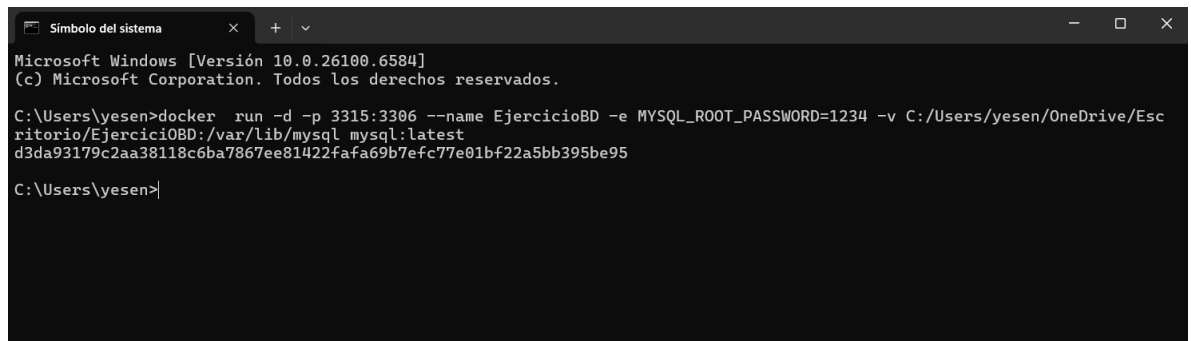 Símbolo del sistema
Microsoft Windows [Versión 10.0.26100.6584]
(c) Microsoft Corporation. Todos los derechos reservados.
C:\Users\yesen>docker  run -d -p 3315:3306 --name EjercicioBD -e MYSQL_ROOT_PASSWORD=1234 -v C:/Users/yesen/OneDrive/Esc
ritorio/EjerciciOBD:/var/lib/mysql mysql:latest
d3da93179c2aa38118c6ba7867ee81422fafa69b7efc77e01bf22a5bb395be95
C:\Users\yesen>